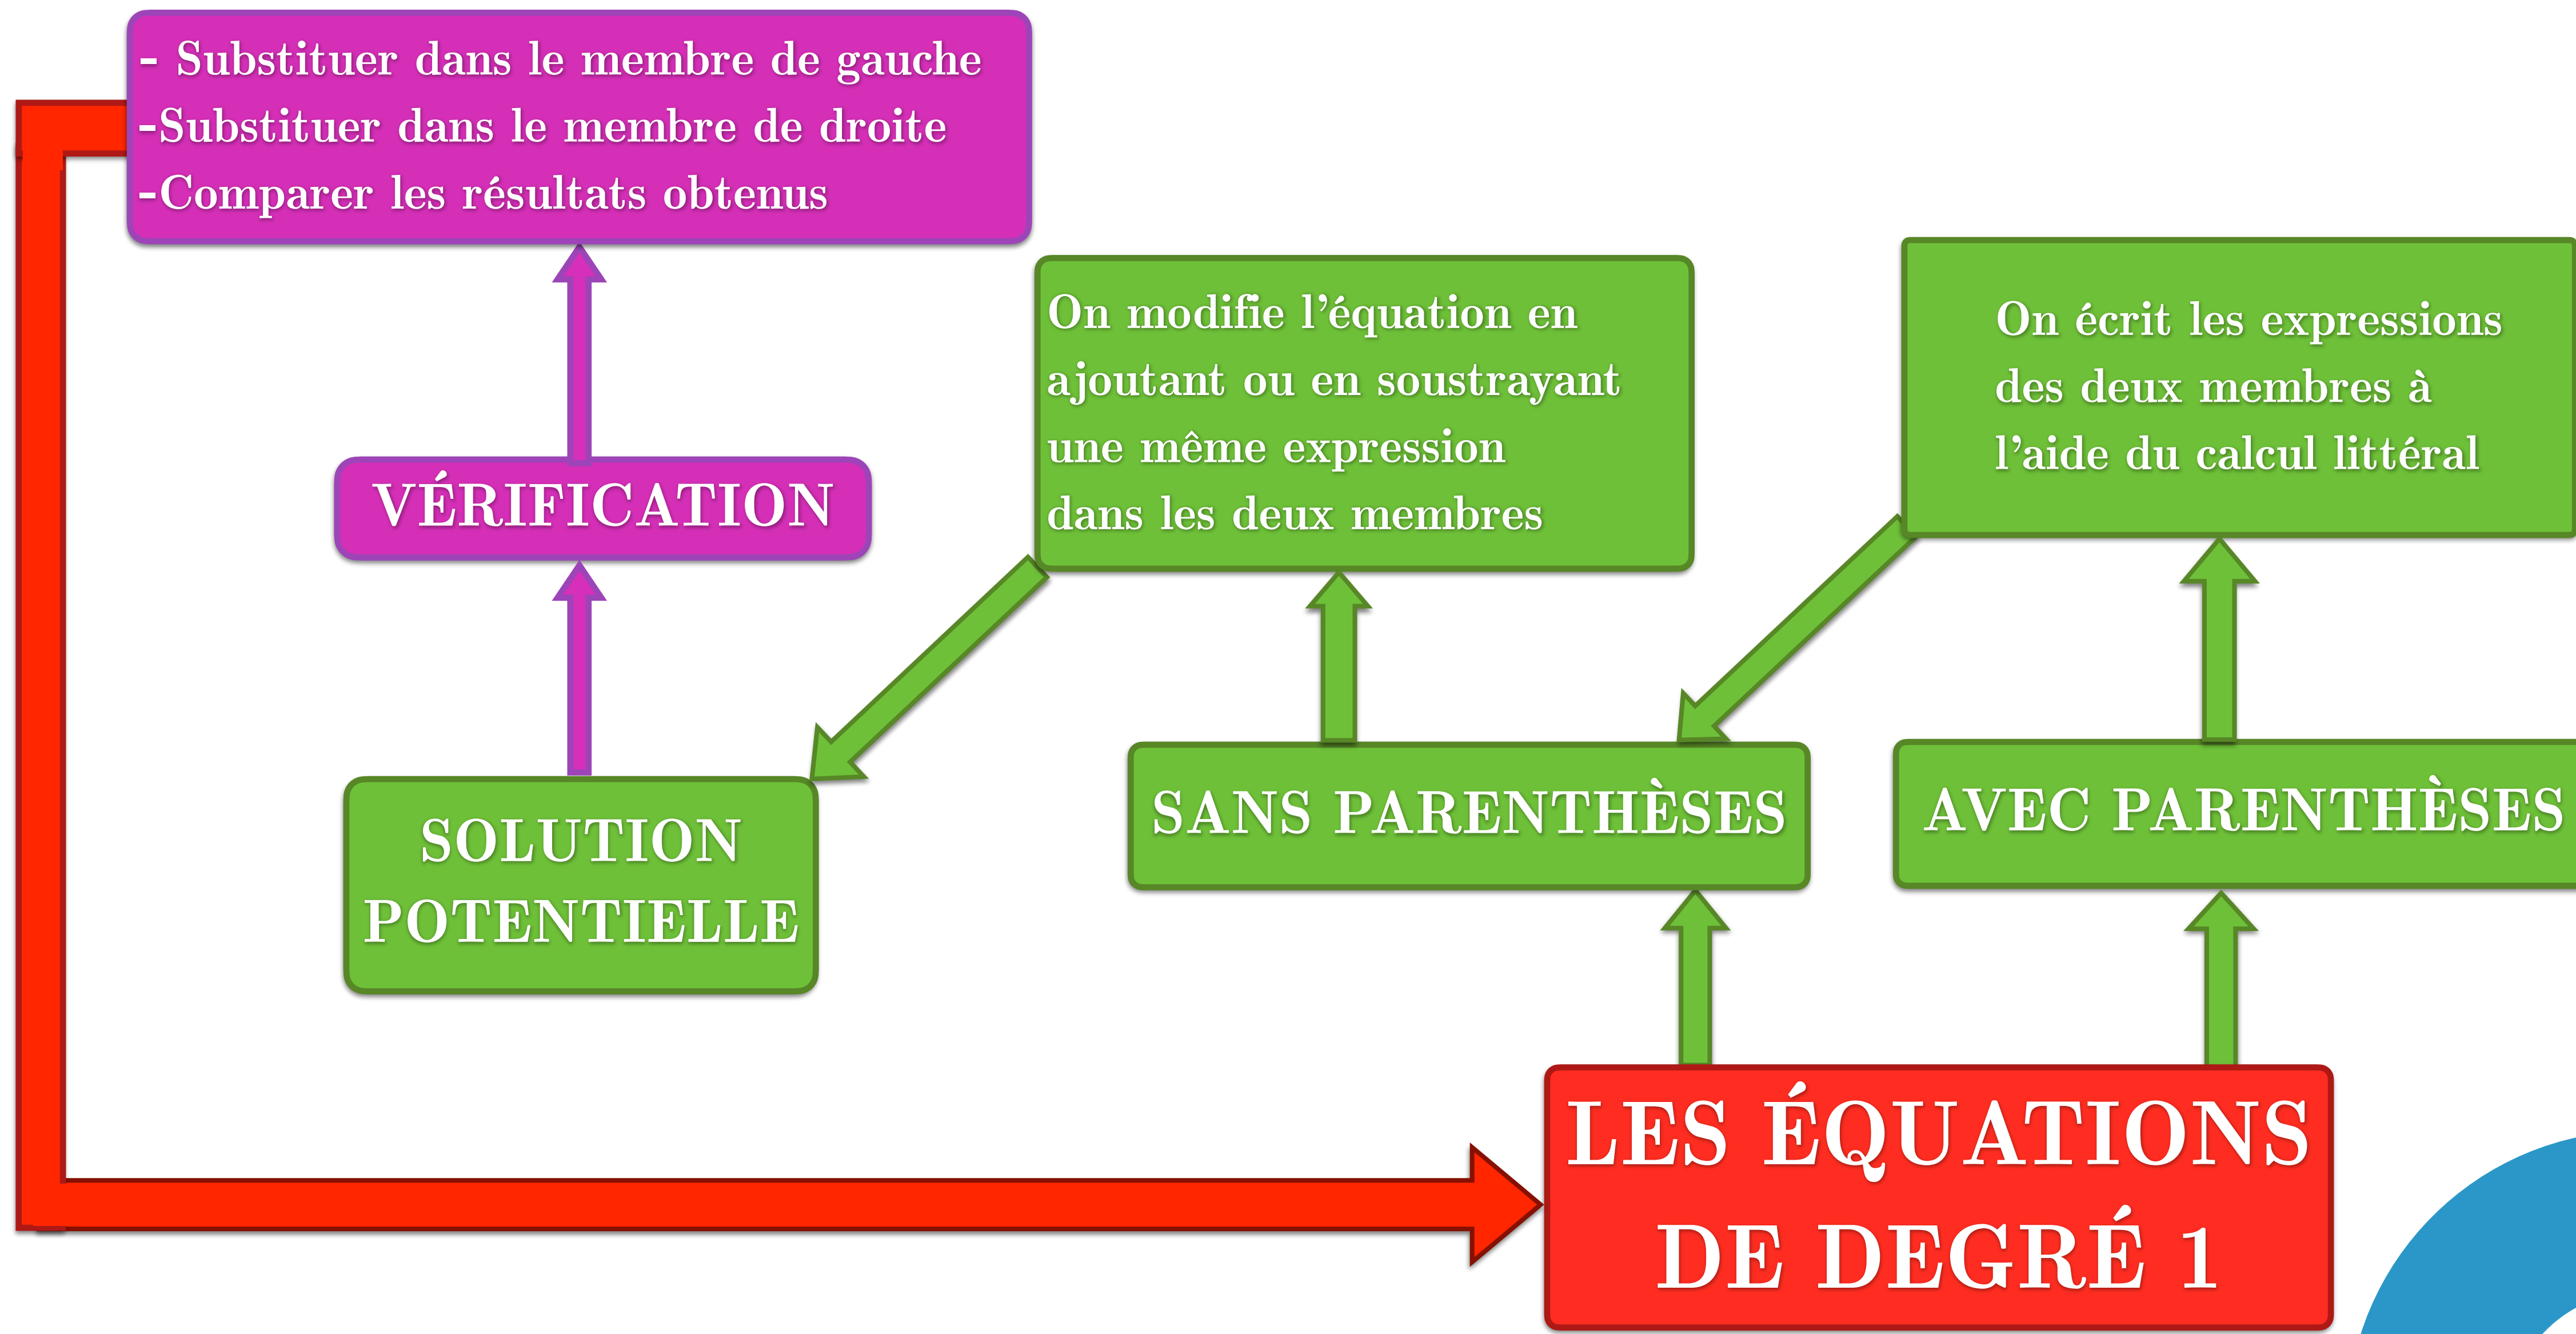 - Substituer dans le membre de gauche
-Substituer dans le membre de droite
-Comparer les résultats obtenus
On modifie l'équation en
ajoutant ou en soustrayant
une même expression
dans les deux membres
On écrit les expressions
des deux membres à
l'aide du calcul littéral
VÉRIFICATION
SOLUTION
POTENTIELLE
SANS PARENTHÈSES
AVEC PARENTHÈSES
LES ÉQUATIONS
DE DEGRÉ 1